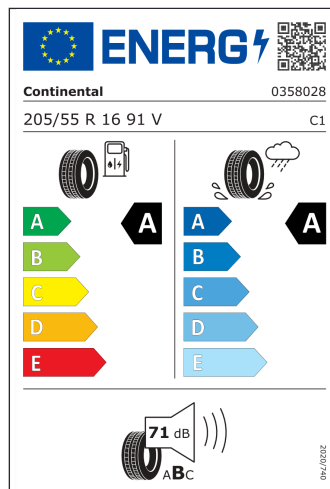 ENERG
Continental 0358028
205/55 R 16 91 V C1
A A A A
B B
C C
D D
E E
71 dB
ABC
2020/740